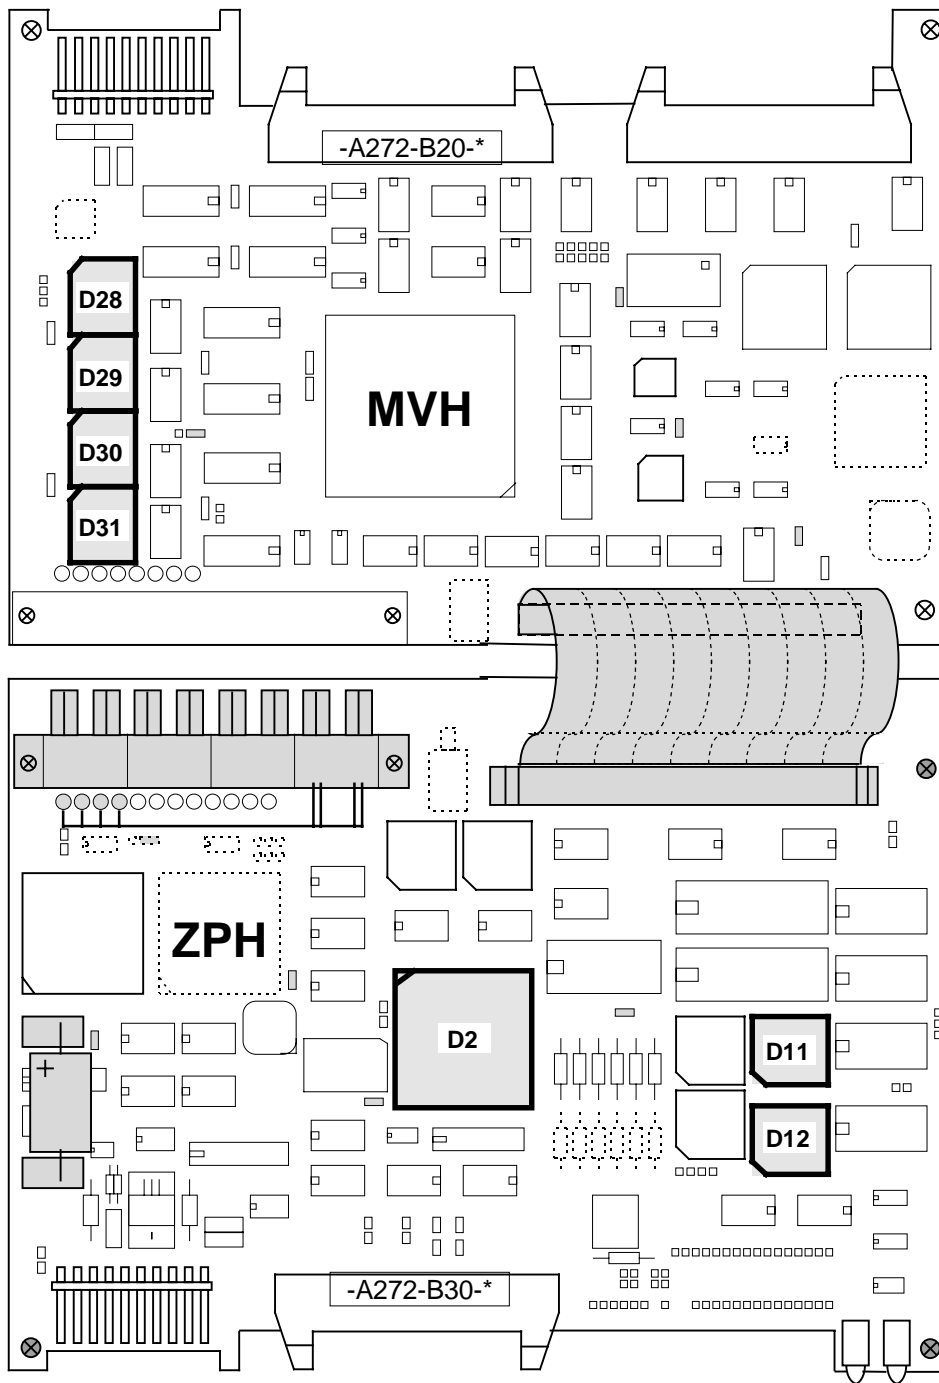 -A272-B20-*
D28
D29
MVH
D30
D31
ZPH
D2
D11
D12
+
-A272-B30-*